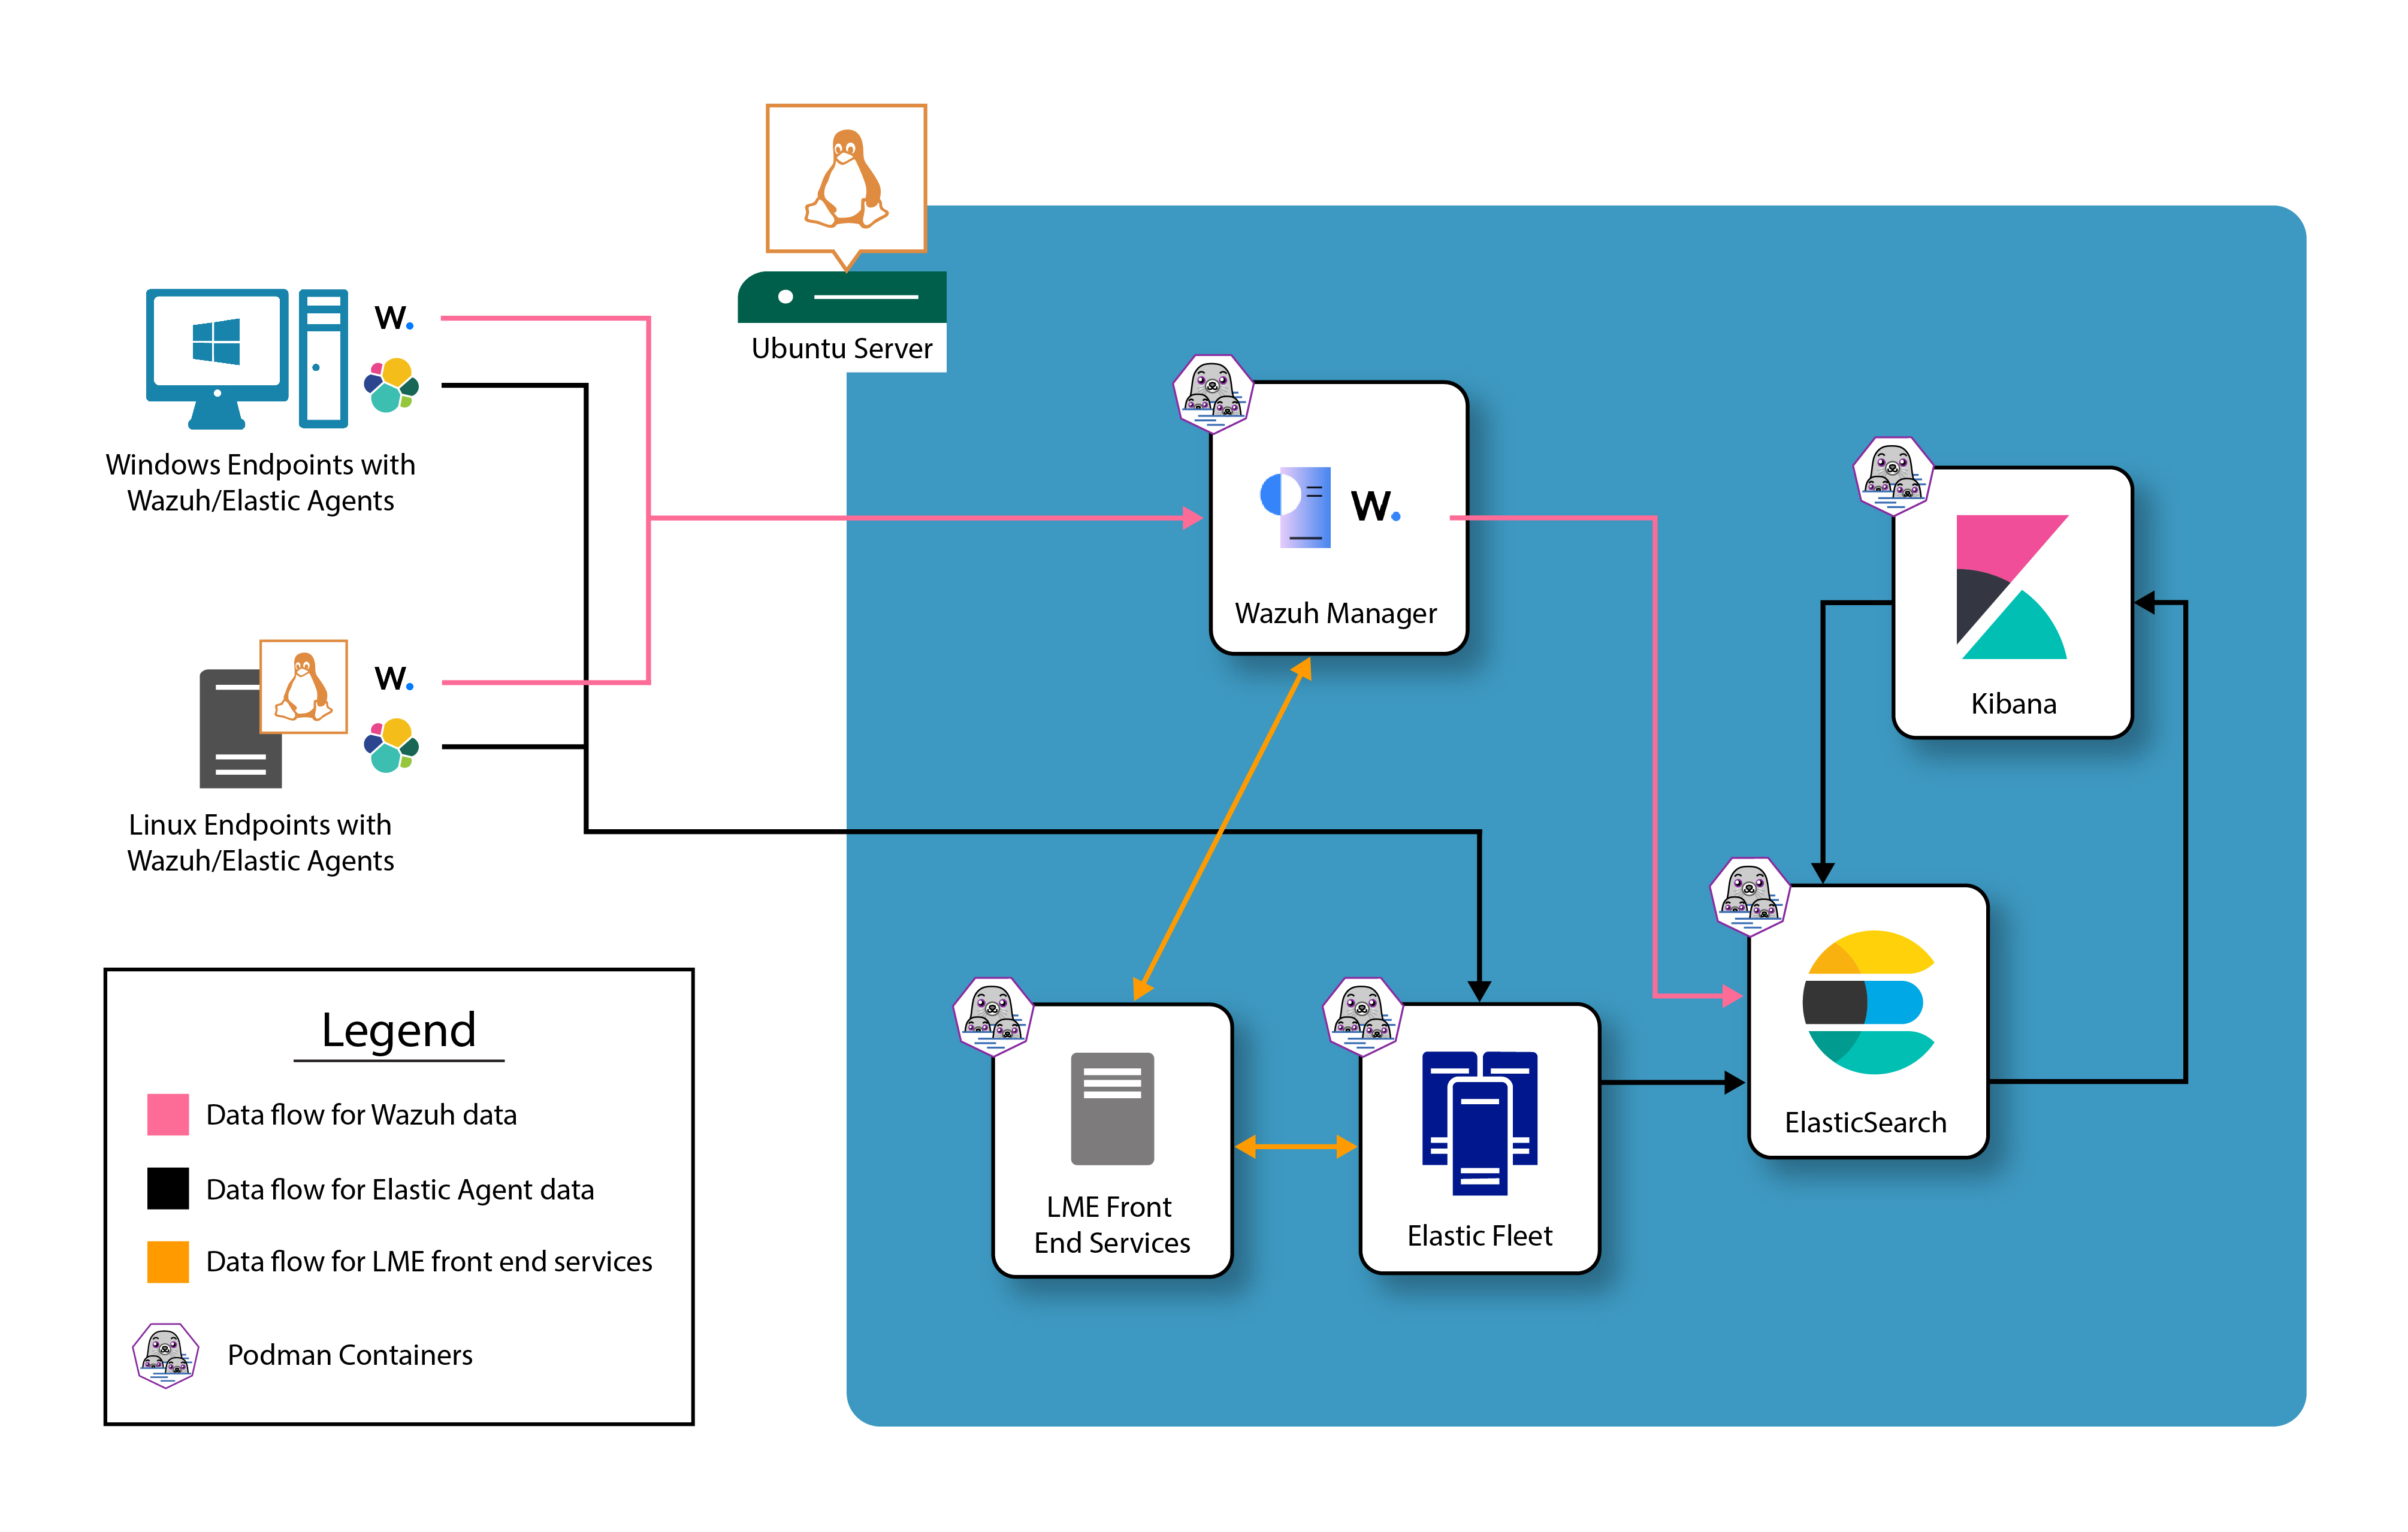 Ubuntu Server
W.
Windows Endpoints with
Wazuh/Elastic Agents
W.
Linux Endpoints with
Wazuh/Elastic Agents
W.
Wazuh Manager
Kibana
ElasticSearch
LME Front
End Services
Elastic Fleet
Legend
Data flow for Wazuh data
Data flow for Elastic Agent data
Data flow for LME front end services
Podman Containers